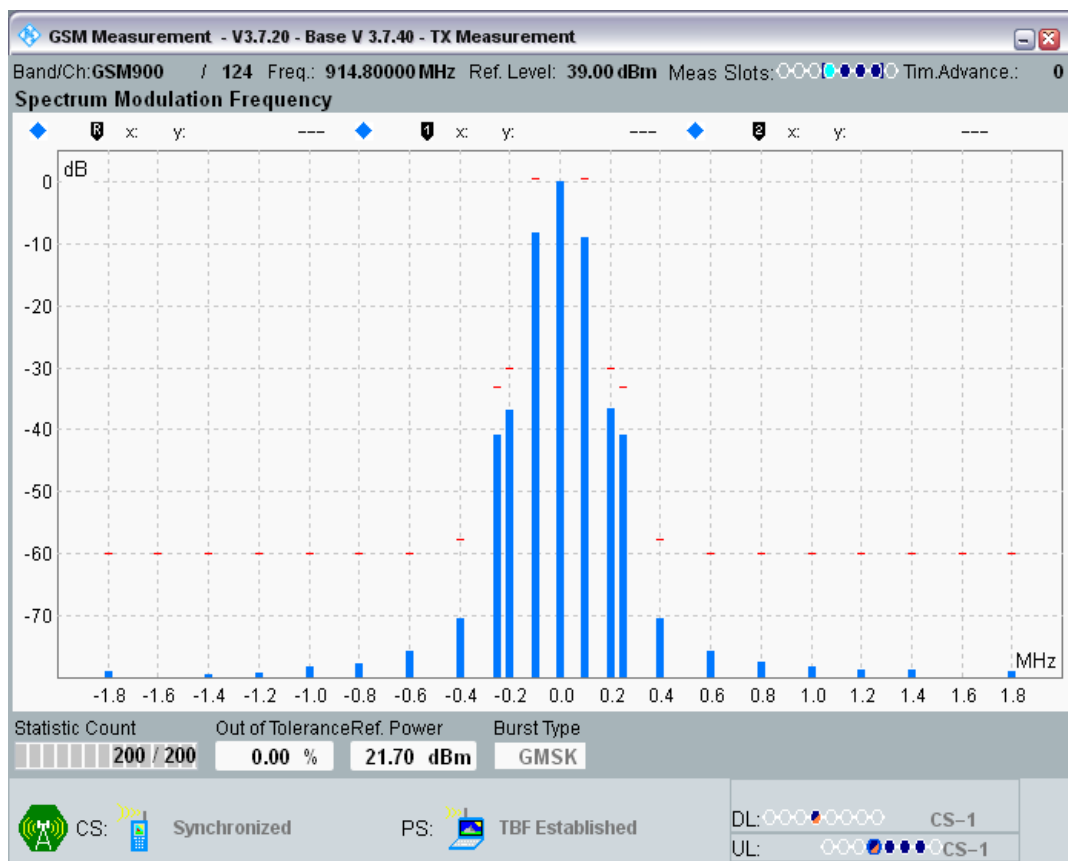 GSM Measurement - V3.7.20 - Base V 3.7.40 - TX Measurement
Band/Ch:GSM900 / 124 Freq.: 914.80000 MHz Ref. Level: 39.00 dBm Meas Slots: Tim.Advance.: 0
Spectrum Modulation Frequency
R x: y: --- 1 x: y: --- 2 x: y: ---
dB
0
-10
-20
-30
-40
-50
-60
-70
MHz
-1.8 -1.6 -1.4 -1.2 -1.0 -0.8 -0.6 -0.4 -0.2 0.0 0.2 0.4 0.6 0.8 1.0 1.2 1.4 1.6 1.8
Statistic Count Out of Tolerance Ref. Power Burst Type
200 / 200 0.00 % 21.70 dBm GMSK
CS: Synchronized PS: TBF Established
DL: CS-1
UL: CS-1